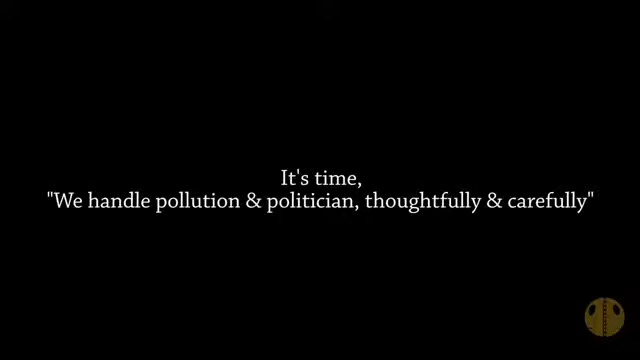 It's time,
"We handle pollution & politician, thoughtfully & carefully"